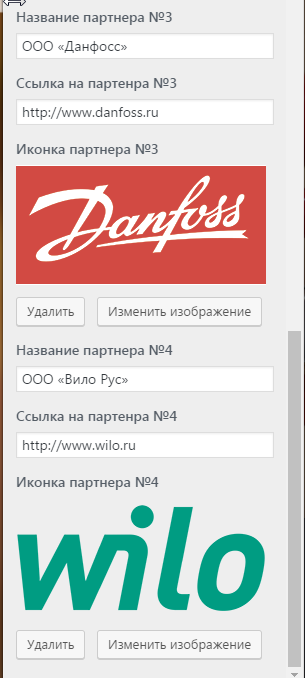 Название партнера №3
ООО «Данфосс»
Ссылка на партенра №3
http://www.danfoss.ru
Иконка партнера №3
Danfoss
Удалить
Изменить изображение
Название партнера №4
ООО «Вило Рус»
Ссылка на партенра №4
http://www.wilo.ru
Иконка партнера №4
wilo
Удалить
Изменить изображение